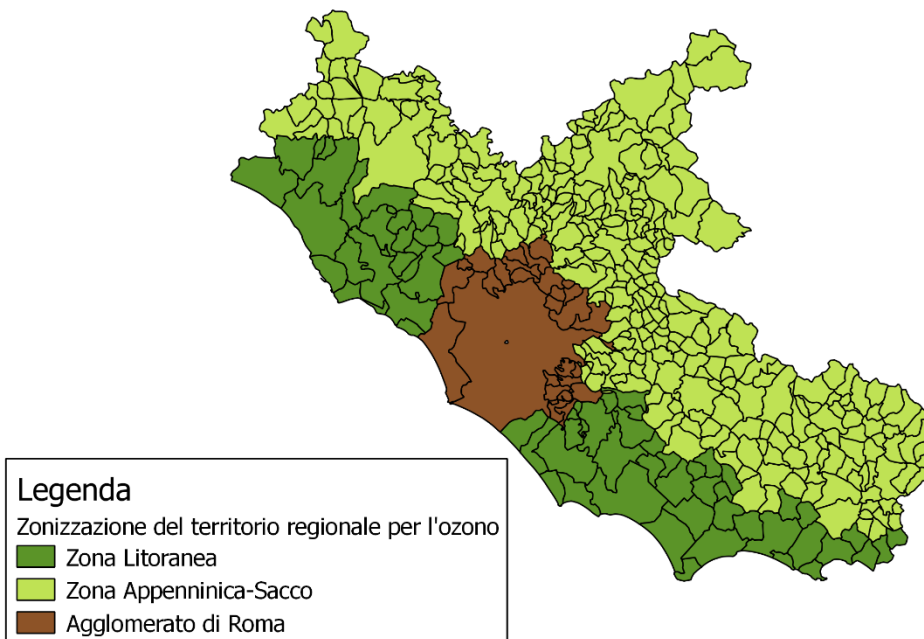 Legenda
Zonizzazione del territorio regionale per l'ozono
Zona Litoranea
Zona Appenninica-Sacco
Agglomerato di Roma